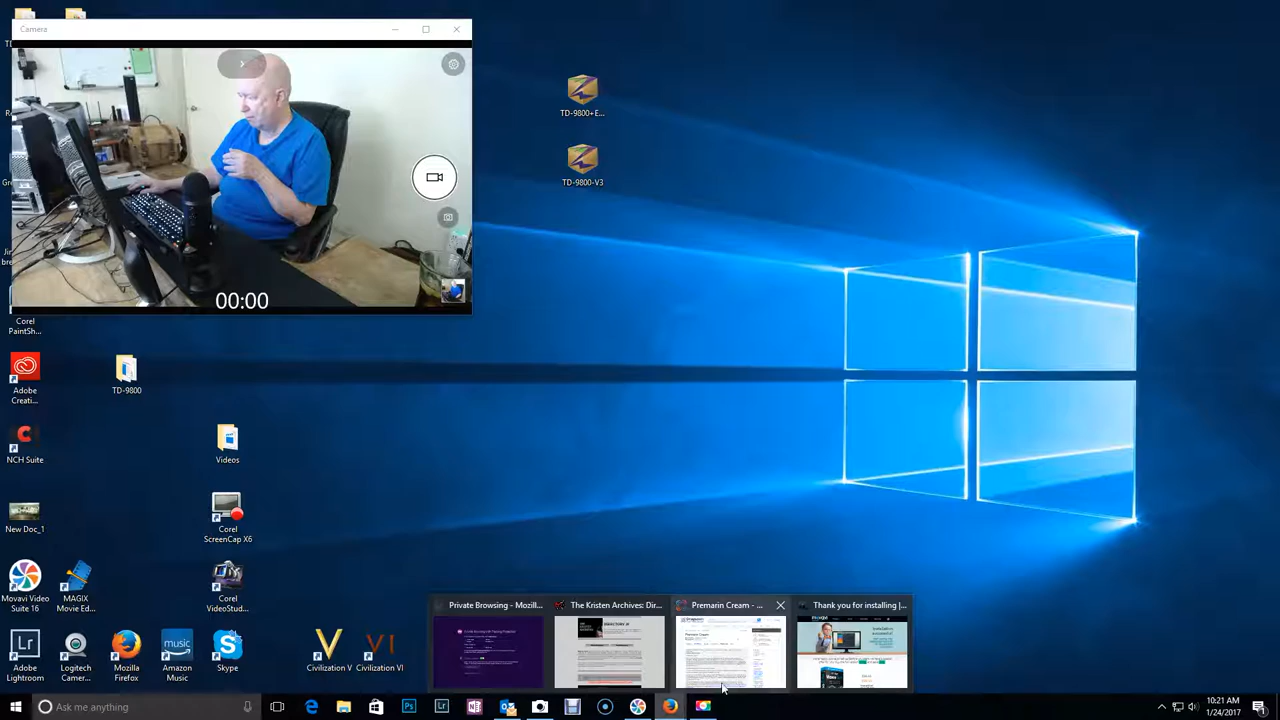 Camera
00:00
TD-9800+E...
TD-9800-V3
Corel
PaintSh...
Adobe
Creati...
TD-9800
NCH Suite
Videos
New Doc_1
Corel
ScreenCap X6
Movavi Video
Suite 16
MAGIX
Movie Ed...
Corel
VideoStud...
Logitech
Camer...
Firefox
Amazon
Music
Skype
Civilization V
Civilization VI
Private Browsing - Mozill...
The Kristen Archives: Dir...
Premarin Cream - ...
Thank you for installing |...
Ask me anything
10:21 AM
1/24/2017